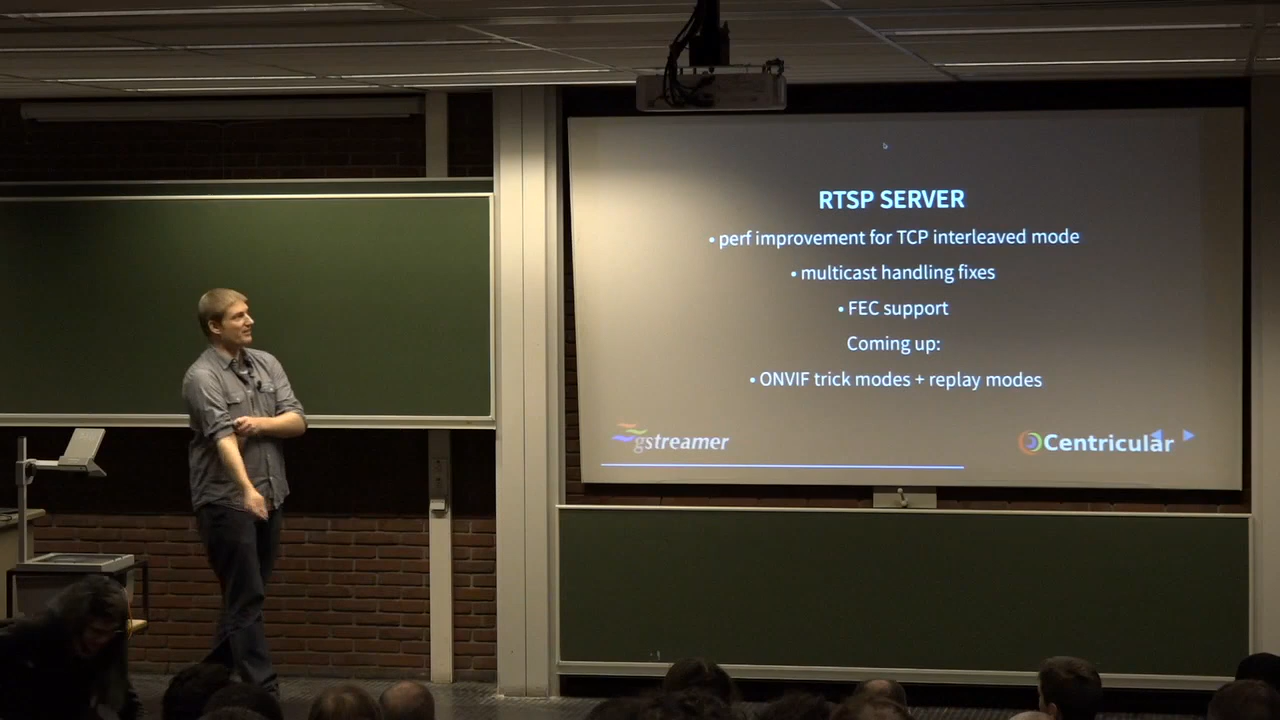 RTSP SERVER
• perf improvement for TCP interleaved mode
• multicast handling fixes
• FEC support
Coming up:
• ONVIF trick modes + replay modes
gstreamer
Centricular